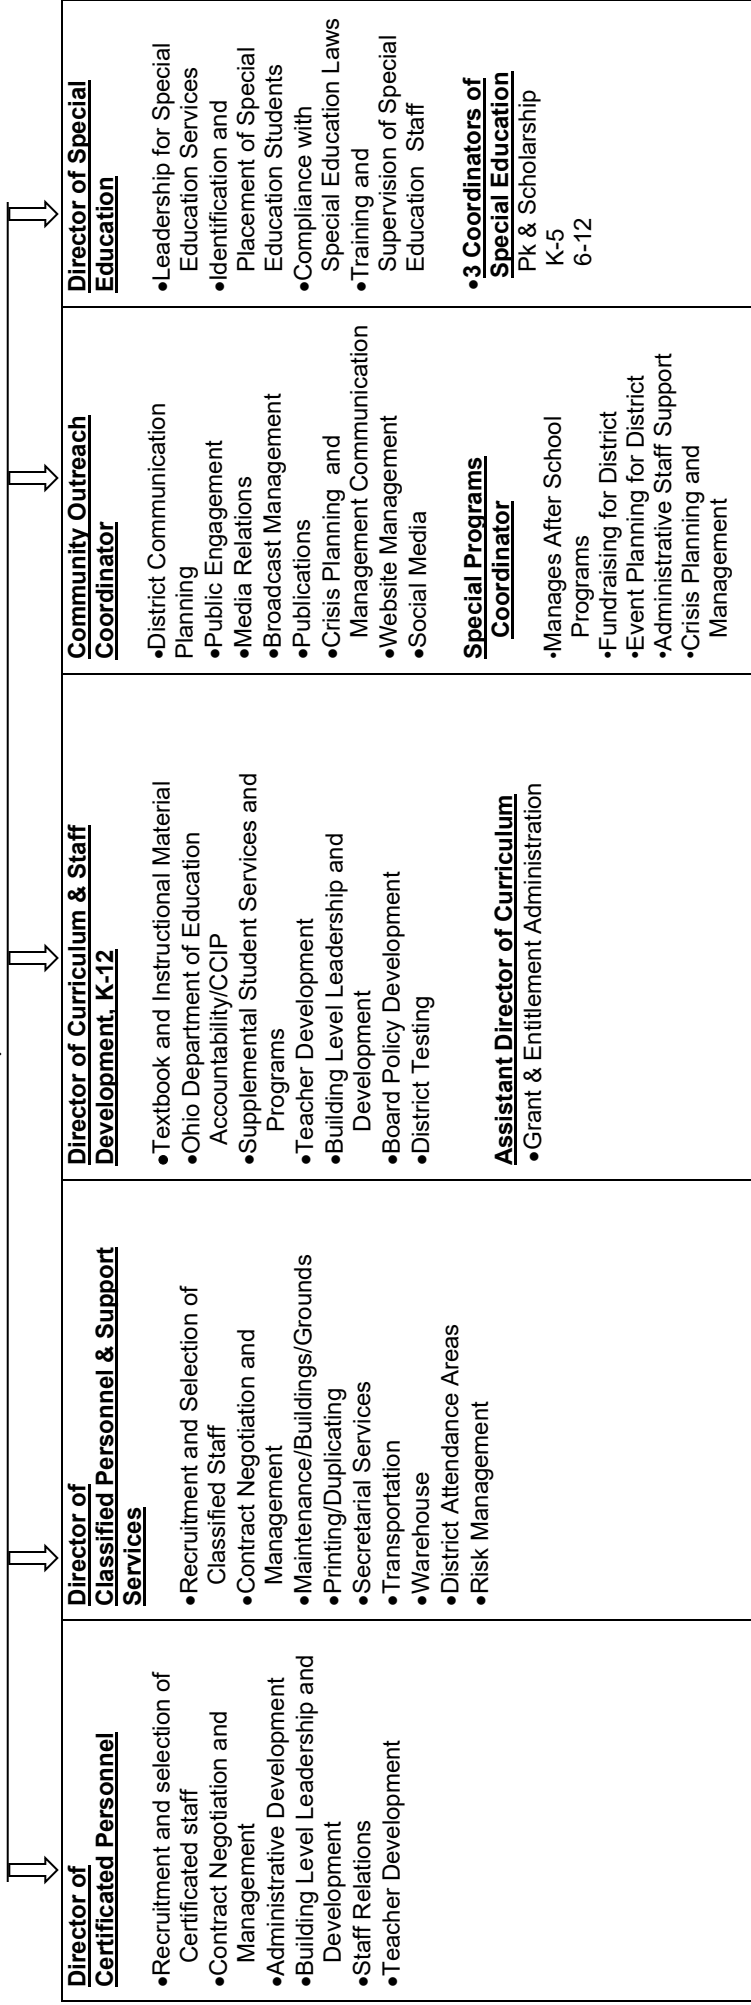 Director of
Certificated Personnel
•Recruitment and selection of
Certificated staff
•Contract Negotiation and
Management
•Administrative Development
•Building Level Leadership and
Development
•Staff Relations
•Teacher Development
Director of
Classified Personnel & Support
Services
•Recruitment and Selection of
Classified Staff
•Contract Negotiation and
Management
•Maintenance/Buildings/Grounds
•Printing/Duplicating
•Secretarial Services
•Transportation
•Warehouse
•District Attendance Areas
•Risk Management
Director of Curriculum & Staff
Development, K-12
•Textbook and Instructional Material
•Ohio Department of Education
Accountability/CCIP
•Supplemental Student Services and
Programs
•Teacher Development
•Building Level Leadership and
Development
•Board Policy Development
•District Testing
Assistant Director of Curriculum
•Grant & Entitlement Administration
Community Outreach
Coordinator
•District Communication
Planning
•Public Engagement
•Media Relations
•Broadcast Management
•Publications
•Crisis Planning and
Management Communication
•Website Management
•Social Media
Special Programs
Coordinator
•Manages After School
Programs
•Fundraising for District
•Event Planning for District
•Administrative Staff Support
•Crisis Planning and
Management
Director of Special
Education
•Leadership for Special
Education Services
•Identification and
Placement of Special
Education Students
•Compliance with
Special Education Laws
•Training and
Supervision of Special
Education Staff
•3 Coordinators of
Special Education
Pk & Scholarship
K-5
6-12